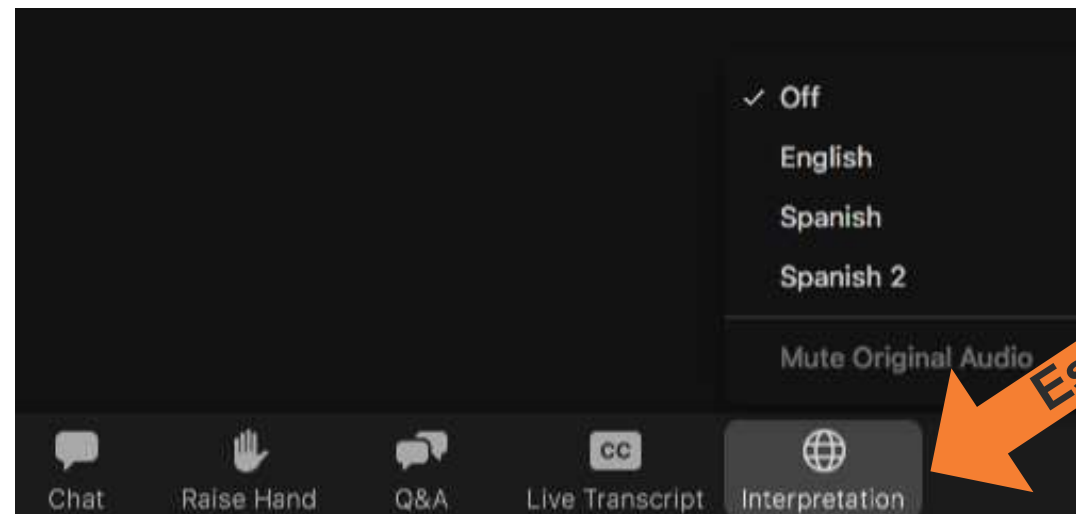 Off
English
Spanish
Spanish 2
Mute Original Audio
Chat Raise Hand Q&A CC Live Transcript Interpretation